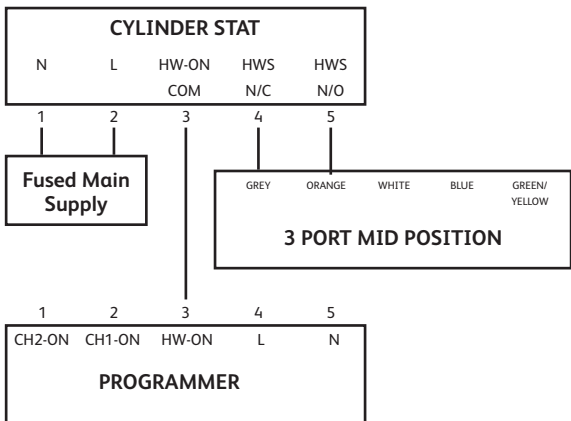 CYLINDER STAT
N L HW-ON HWS HWS
COM N/C N/O
1 2 3 4 5
Fused Main
Supply
GREY ORANGE WHITE BLUE GREEN/
YELLOW
3 PORT MID POSITION
1 2 3 4 5
CH2-ON CH1-ON HW-ON L N
PROGRAMMER